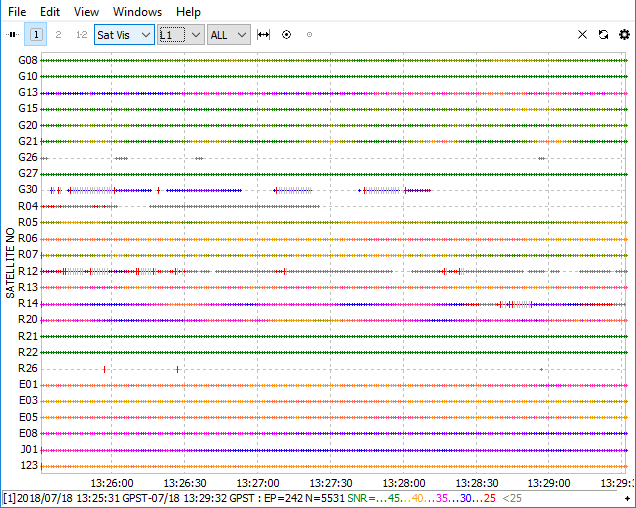 File Edit View Windows Help
1 2 1-2 Sat Vis L1 ALL
SATELLITE NO
G08
G10
G13
G15
G20
G21
G26
G27
G30
R04
R05
R06
R07
R12
R13
R14
R20
R21
R22
R26
E01
E03
E05
E08
J01
123
13:26:00 13:26:30 13:27:00 13:27:30 13:28:00 13:28:30 13:29:00 13:29:3
[1]2018/07/18 13:25:31 GPST-07/18 13:29:32 GPST : EP=242 N=5531 SNR=...45...40...35...30...25 <25